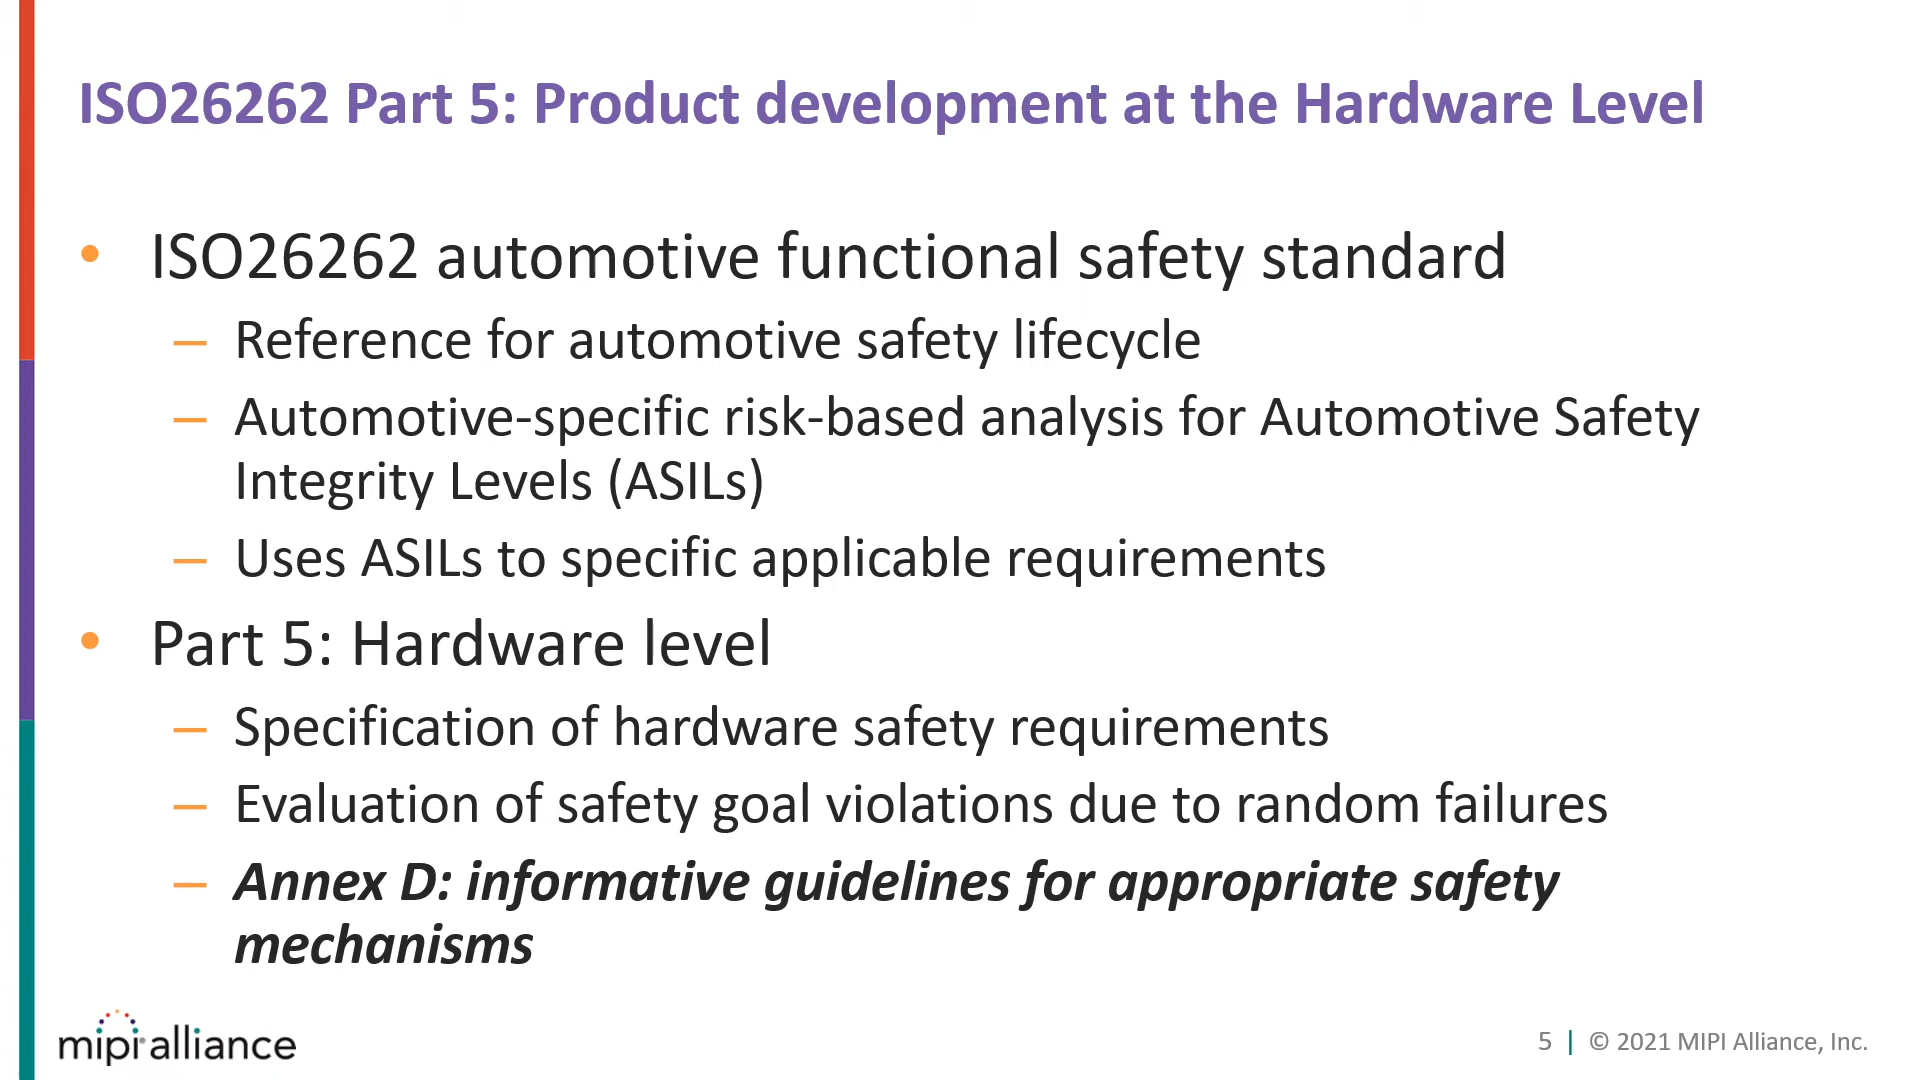 ISO26262 Part 5: Product development at the Hardware Level
• ISO26262 automotive functional safety standard
– Reference for automotive safety lifecycle
– Automotive-specific risk-based analysis for Automotive Safety
Integrity Levels (ASILs)
– Uses ASILs to specific applicable requirements
• Part 5: Hardware level
– Specification of hardware safety requirements
– Evaluation of safety goal violations due to random failures
– Annex D: informative guidelines for appropriate safety
mechanisms
mipi alliance
5 | © 2021 MIPI Alliance, Inc.